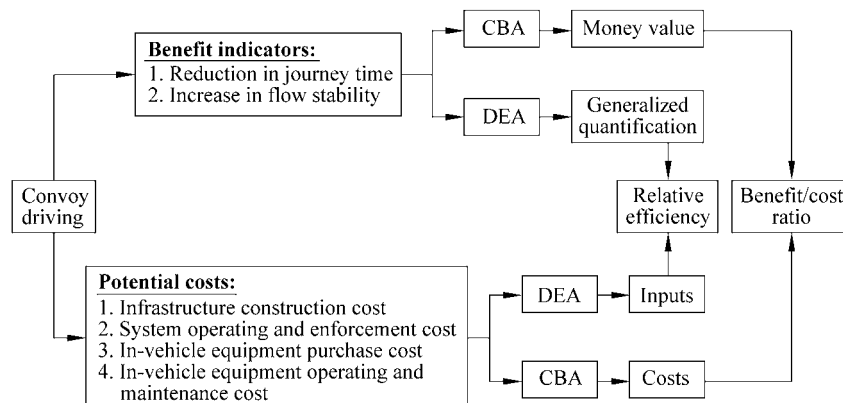 Benefit indicators:
1. Reduction in journey time
2. Increase in flow stability
CBA
Money value
DEA
Generalized
quantification
Convoy
driving
Relative
efficiency
Benefit/cost
ratio
Potential costs:
1. Infrastructure construction cost
2. System operating and enforcement cost
3. In-vehicle equipment purchase cost
4. In-vehicle equipment operating and
maintenance cost
DEA
Inputs
CBA
Costs